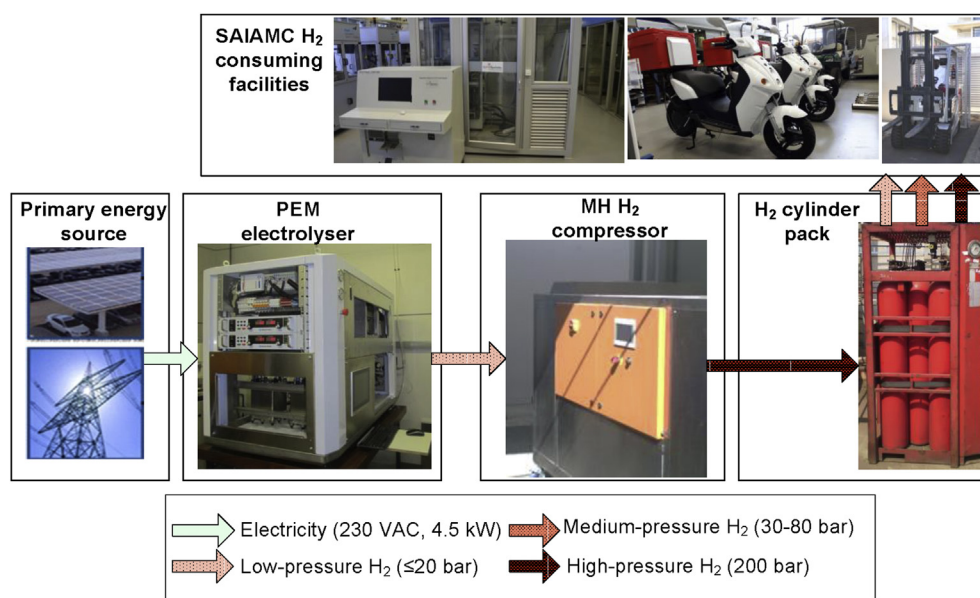 SAIAMC H₂
consuming
facilities
Primary energy
source
PEM
electrolyser
MH H₂
compressor
H₂ cylinder
pack
Electricity (230 VAC, 4.5 kW)
Medium-pressure H₂ (30-80 bar)
Low-pressure H₂ (≤20 bar)
High-pressure H₂ (200 bar)